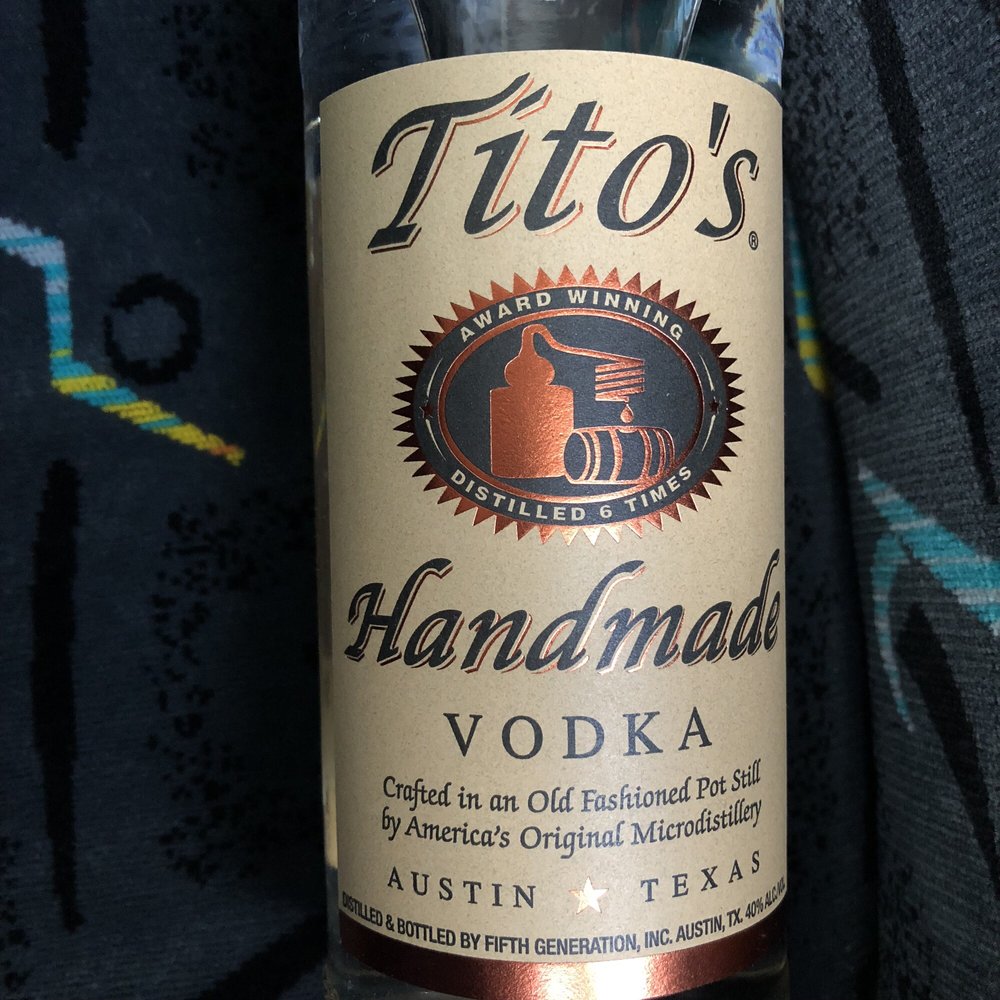 Tito's®
AWARD WINNING
DISTILLED 6 TIMES
Handmade
VODKA
Crafted in an Old Fashioned Pot Still
by America's Original Microdistillery
AUSTIN TEXAS
DISTILLED & BOTTLED BY FIFTH GENERATION, INC. AUSTIN, TX. 40% ALC./VOL.